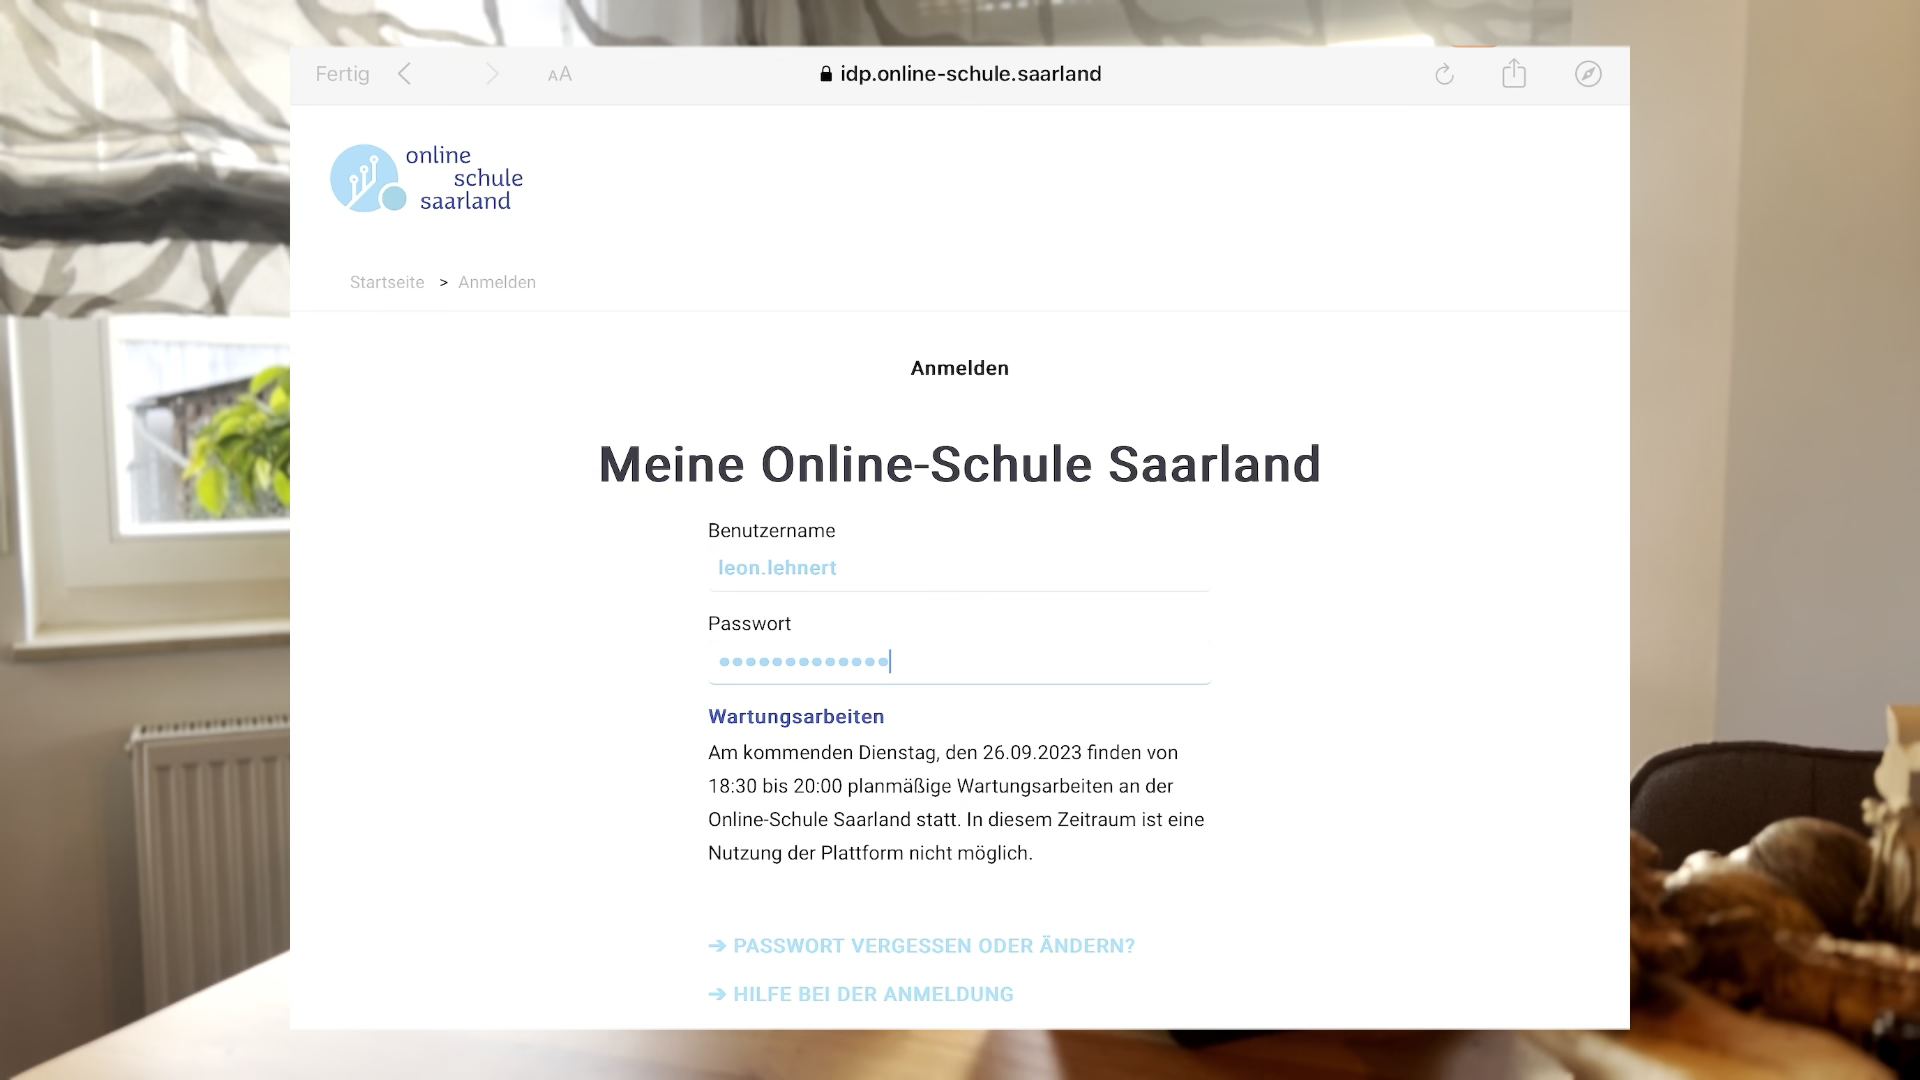 Fertig
AA
idp.online-schule.saarland
online
schule
saarland
Startseite > Anmelden
Anmelden
Meine Online-Schule Saarland
Benutzername
leon.lehnert
Passwort
Wartungsarbeiten
Am kommenden Dienstag, den 26.09.2023 finden von
18:30 bis 20:00 planmäßige Wartungsarbeiten an der
Online-Schule Saarland statt. In diesem Zeitraum ist eine
Nutzung der Plattform nicht möglich.
➔ PASSWORT VERGESSEN ODER ÄNDERN?
➔ HILFE BEI DER ANMELDUNG